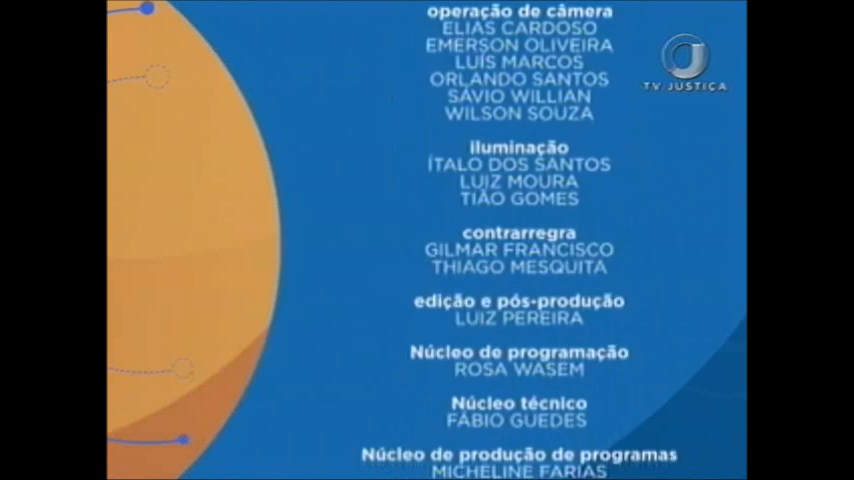 operação de câmera
ELIAS CARDOSO
EMERSON OLIVEIRA
LUÍS MARCOS
ORLANDO SANTOS
SÁVIO WILLIAN
WILSON SOUZA
TV JUSTIÇA
iluminação
ÍTALO DOS SANTOS
LUIZ MOURA
TIÃO GOMES
contrarregra
GILMAR FRANCISCO
THIAGO MESQUITA
edição e pós-produção
LUIZ PEREIRA
Núcleo de programação
ROSA WASEM
Núcleo técnico
FÁBIO GUEDES
Núcleo de produção de programas
MICHELINE FARIAS